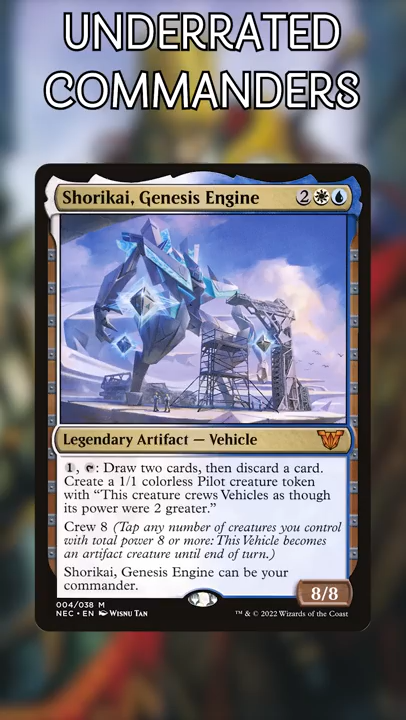 UNDERRATED
COMMANDERS
Shorikai, Genesis Engine 2
Legendary Artifact — Vehicle
1, : Draw two cards, then discard a card.
Create a 1/1 colorless Pilot creature token
with “This creature crews Vehicles as though
its power were 2 greater.”
Crew 8 (Tap any number of creatures you control
with total power 8 or more: This Vehicle becomes
an artifact creature until end of turn.)
Shorikai, Genesis Engine can be your
commander.
8/8
004/038 M
NEC • EN Wisnu Tan
™ & © 2022 Wizards of the Coast